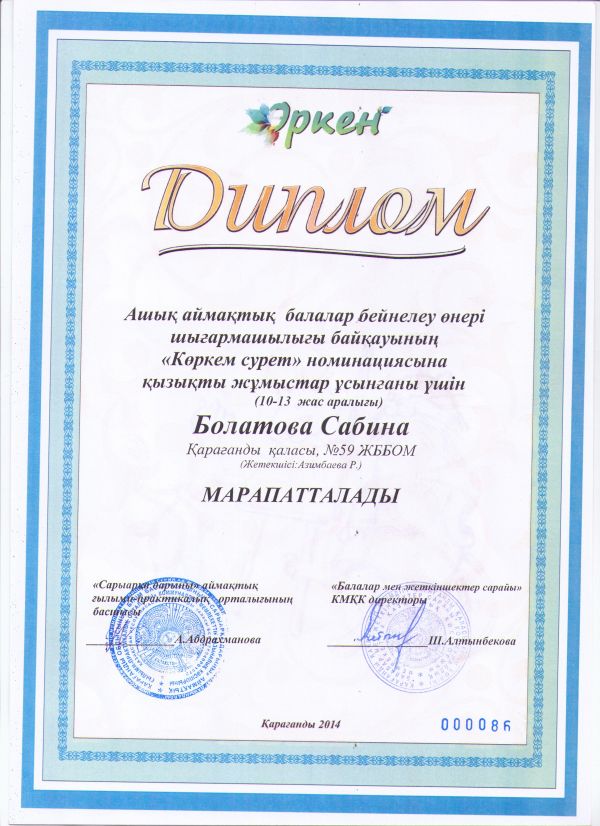 Өркен
Диплом
Ашық аймақтық балалар бейнелеу өнері
шығармашылығы байқауының
«Көркем сурет» номинациясына
қызықты жұмыстар ұсынғаны үшін
(10-13 жас аралығы)
Болатова Сабина
Қарағанды қаласы, №59 ЖББОМ
(Жетекшісі:Азимбаева Р.)
МАРАПАТТАЛАДЫ
«Сарыарқа дарыны» аймақтық
ғылыми-практикалық орталығының
басшысы
А.Абдрахманова
«Балалар мен жеткіншектер сарайы»
КМҚК директоры
Ш.Алтынбекова
Қарағанды 2014
000086